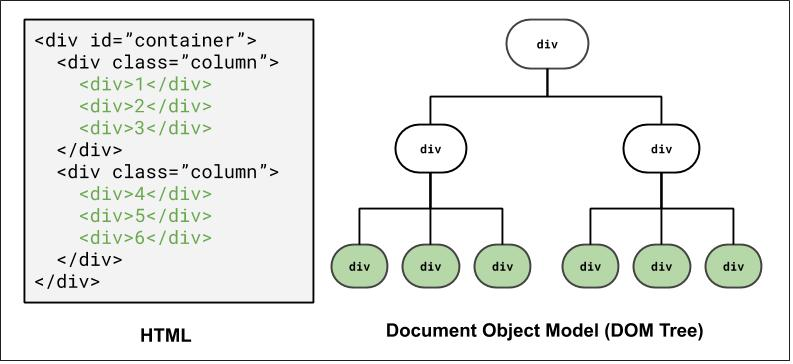 <div id=”container”>
<div class=”column”>
<div>1</div>
<div>2</div>
<div>3</div>
</div>
<div class=”column”>
<div>4</div>
<div>5</div>
<div>6</div>
</div>
</div>
HTML
div
div div
div div div div div div
Document Object Model (DOM Tree)